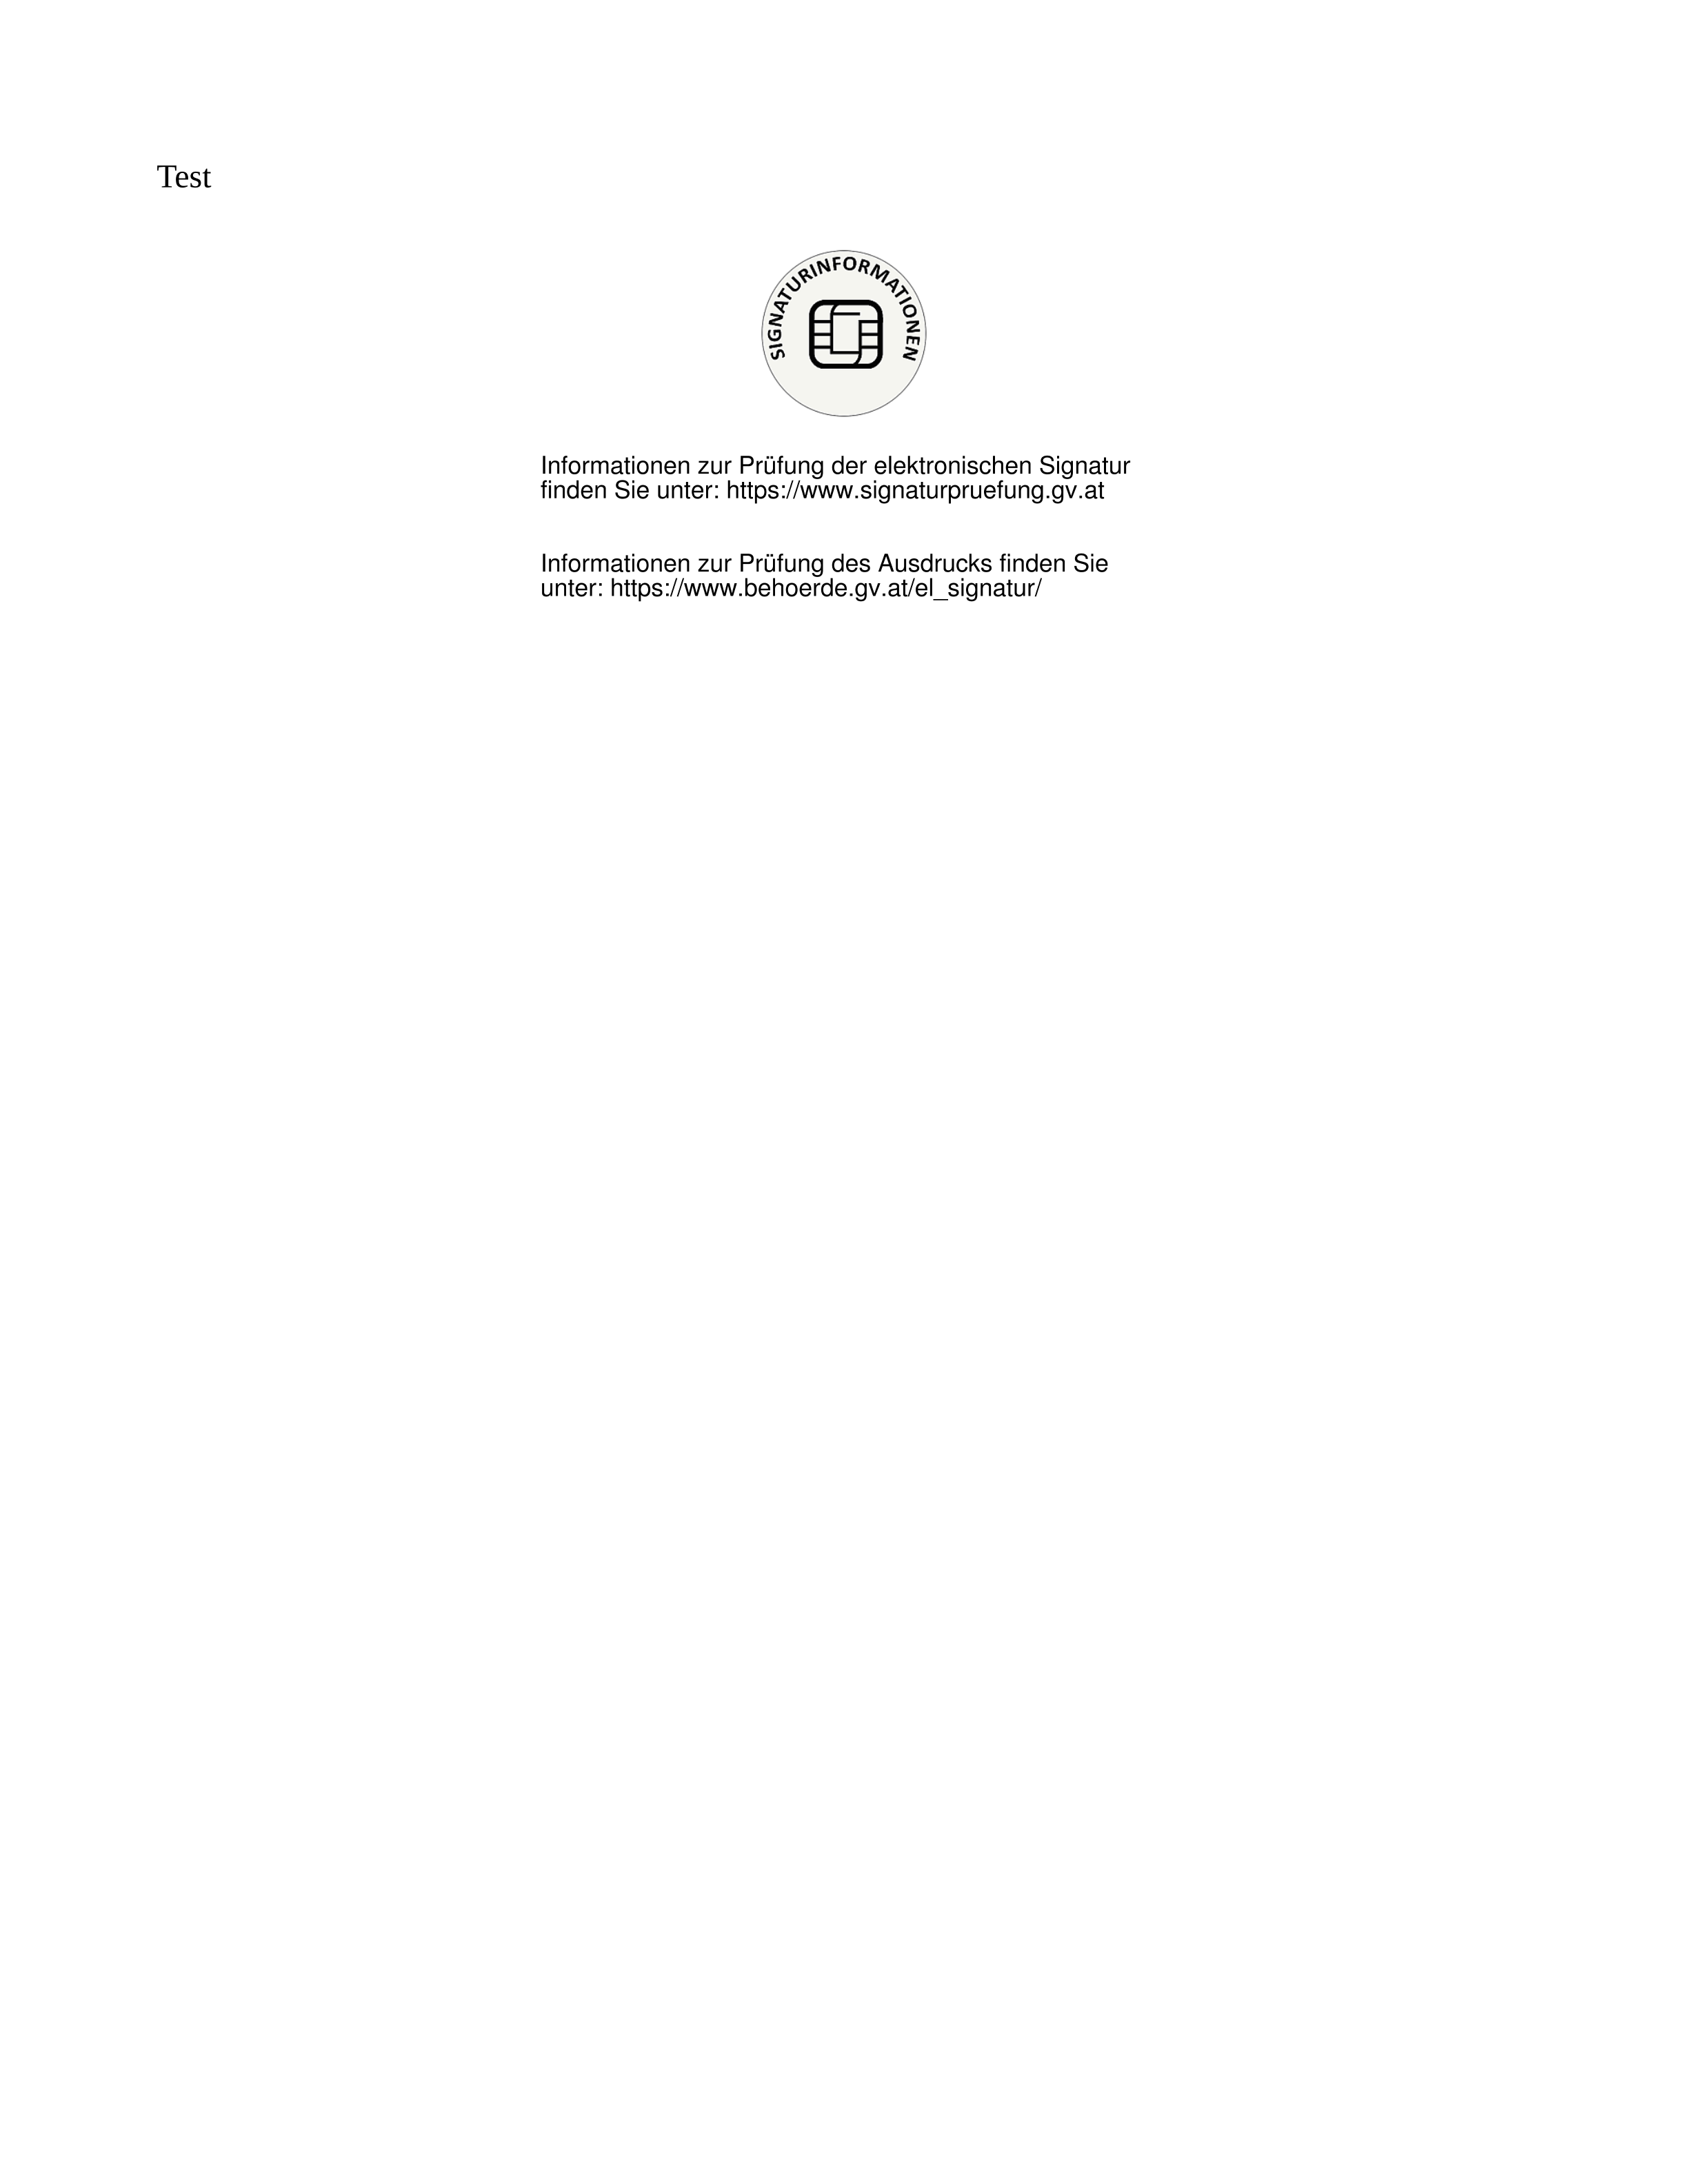 Test
SIGNATURINFORMATIONEN
Informationen zur Prüfung der elektronischen Signatur
finden Sie unter: https://www.signaturpruefung.gv.at
Informationen zur Prüfung des Ausdrucks finden Sie
unter: https://www.behoerde.gv.at/el_signatur/